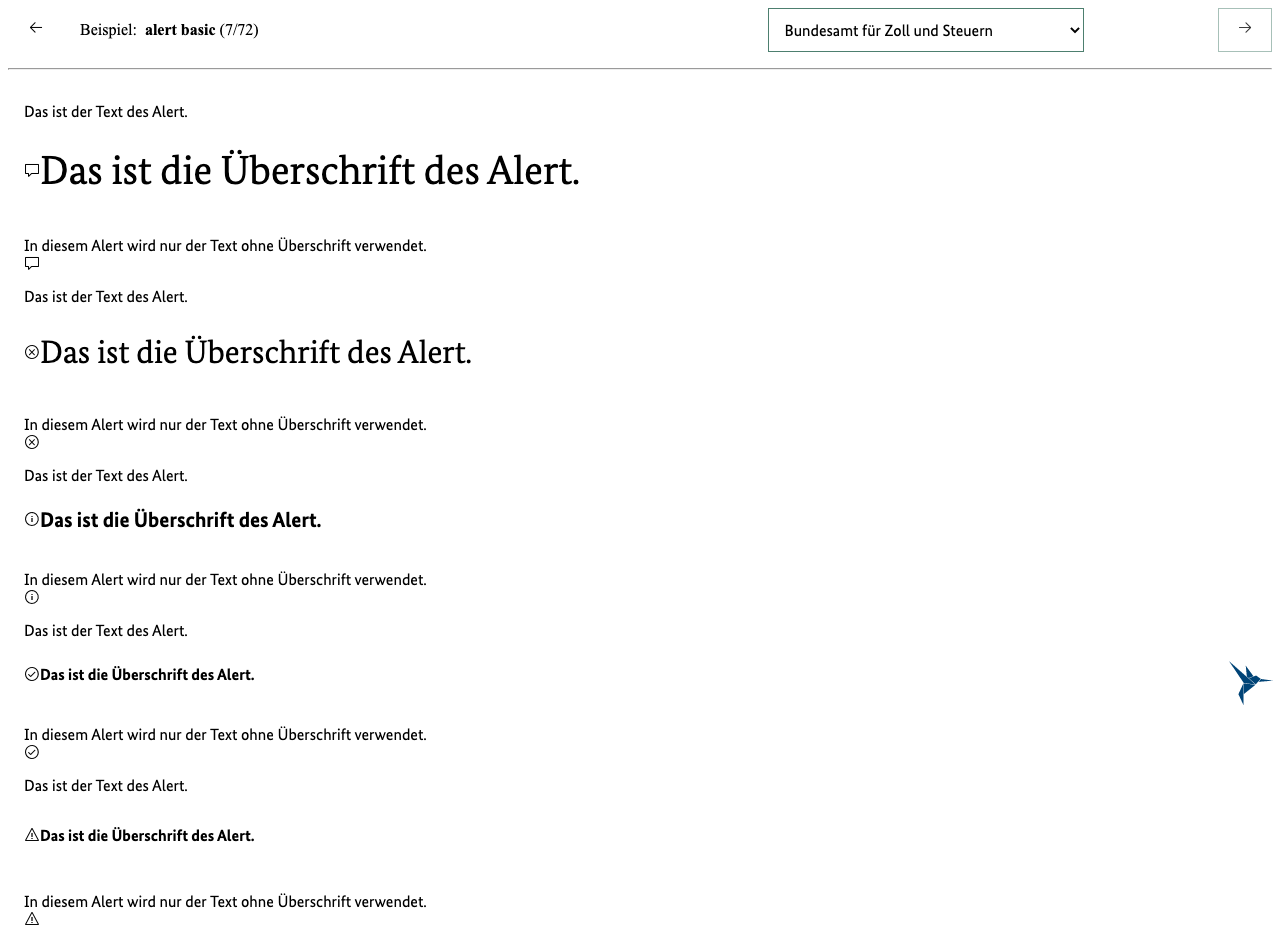 Beispiel: alert basic (7/72)
Bundesamt für Zoll und Steuern
Das ist der Text des Alert.
Das ist die Überschrift des Alert.
In diesem Alert wird nur der Text ohne Überschrift verwendet.
Das ist der Text des Alert.
Das ist die Überschrift des Alert.
In diesem Alert wird nur der Text ohne Überschrift verwendet.
Das ist der Text des Alert.
Das ist die Überschrift des Alert.
In diesem Alert wird nur der Text ohne Überschrift verwendet.
Das ist der Text des Alert.
Das ist die Überschrift des Alert.
In diesem Alert wird nur der Text ohne Überschrift verwendet.
Das ist der Text des Alert.
Das ist die Überschrift des Alert.
In diesem Alert wird nur der Text ohne Überschrift verwendet.